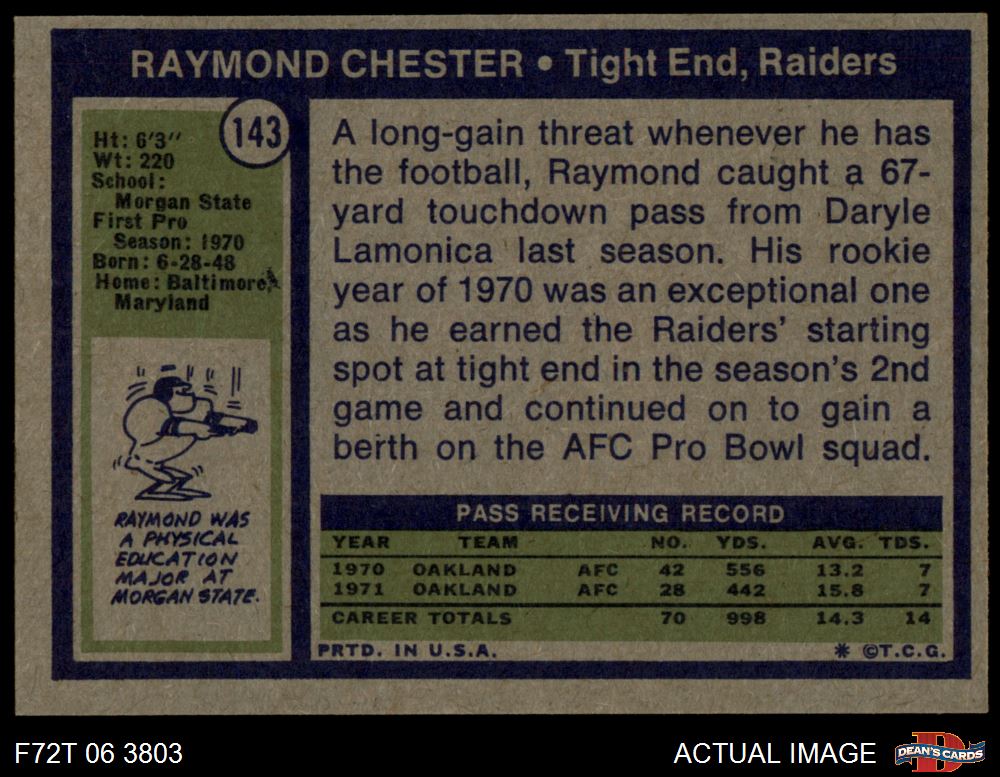 RAYMOND CHESTER • Tight End, Raiders
143
Ht: 6'3"
Wt: 220
School:
Morgan State
First Pro
Season: 1970
Born: 6-28-48
Home: Baltimore,
Maryland
RAYMOND WAS
A PHYSICAL
EDUCATION
MAJOR AT
MORGAN STATE.
A long-gain threat whenever he has
the football, Raymond caught a 67-
yard touchdown pass from Daryle
Lamonica last season. His rookie
year of 1970 was an exceptional one
as he earned the Raiders' starting
spot at tight end in the season's 2nd
game and continued on to gain a
berth on the AFC Pro Bowl squad.
PASS RECEIVING RECORD
YEAR TEAM NO. YDS. AVG. TDS.
1970 OAKLAND AFC 42 556 13.2 7
1971 OAKLAND AFC 28 442 15.8 7
CAREER TOTALS 70 998 14.3 14
PRTD. IN U.S.A. * ©T.C.G.
F72T 06 3803 ACTUAL IMAGE
D
DEAN'S CARDS